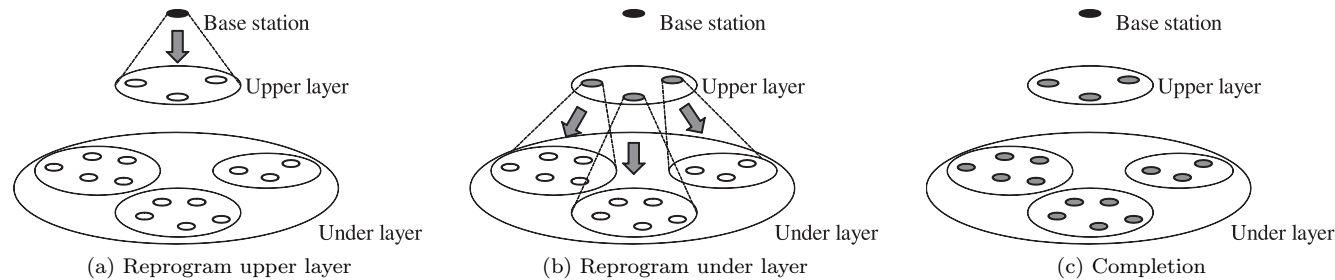 Base station
Upper layer
Under layer
(a) Reprogram upper layer
Base station
Upper layer
Under layer
(b) Reprogram under layer
Base station
Upper layer
Under layer
(c) Completion